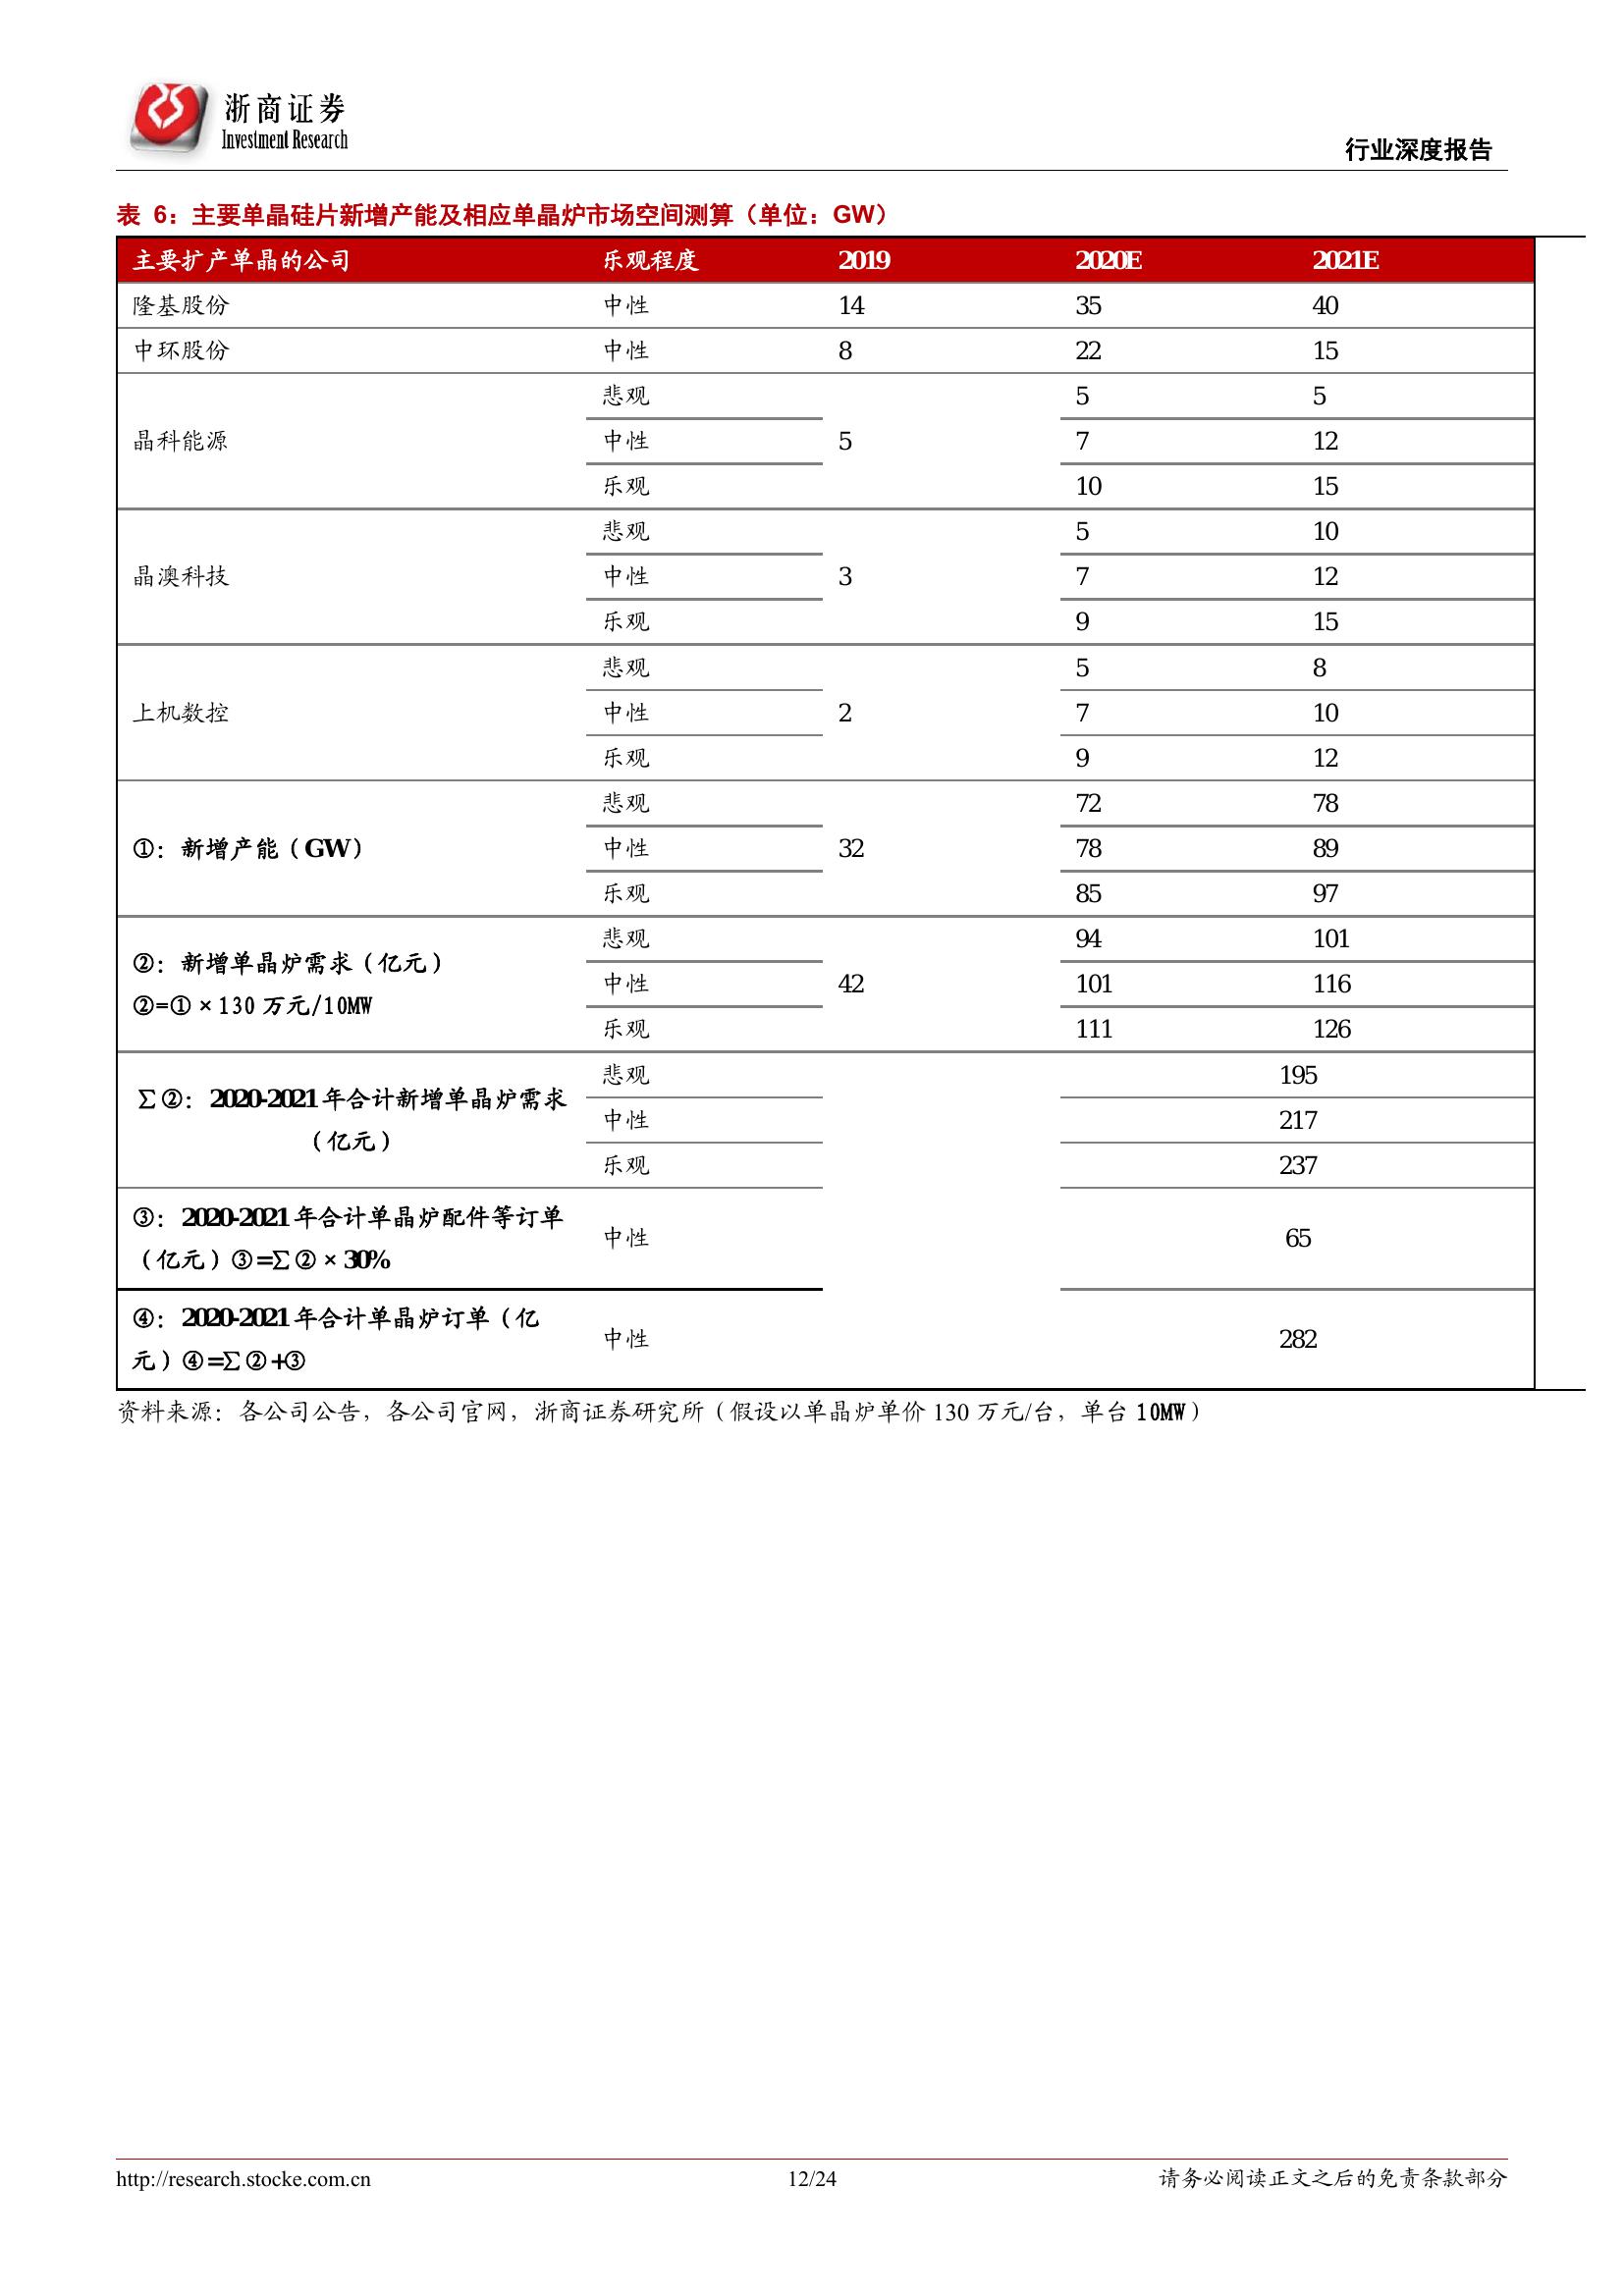 浙商证券
Investment Research
行业深度报告
表 6：主要单晶硅片新增产能及相应单晶炉市场空间测算（单位：GW）
主要扩产单晶的公司 乐观程度 2019 2020E 2021E
隆基股份 中性 14 35 40
中环股份 中性 8 22 15
悲观 5 5
晶科能源 中性 5 7 12
乐观 10 15
悲观 5 10
晶澳科技 中性 3 7 12
乐观 9 15
悲观 5 8
上机数控 中性 2 7 10
乐观 9 12
悲观 72 78
①：新增产能（GW） 中性 32 78 89
乐观 85 97
悲观 94 101
②：新增单晶炉需求（亿元）
中性 42 101 116
②=①×130 万元/10MW
乐观 111 126
悲观 195
∑②：2020-2021 年合计新增单晶炉需求
中性 217
（亿元）
乐观 237
③：2020-2021 年合计单晶炉配件等订单
中性 65
（亿元）③=∑②×30%
④：2020-2021 年合计单晶炉订单（亿
中性 282
元）④=∑②+③
资料来源：各公司公告，各公司官网，浙商证券研究所（假设以单晶炉单价 130 万元/台，单台 10MW）
http://research.stocke.com.cn 12/24 请务必阅读正文之后的免责条款部分